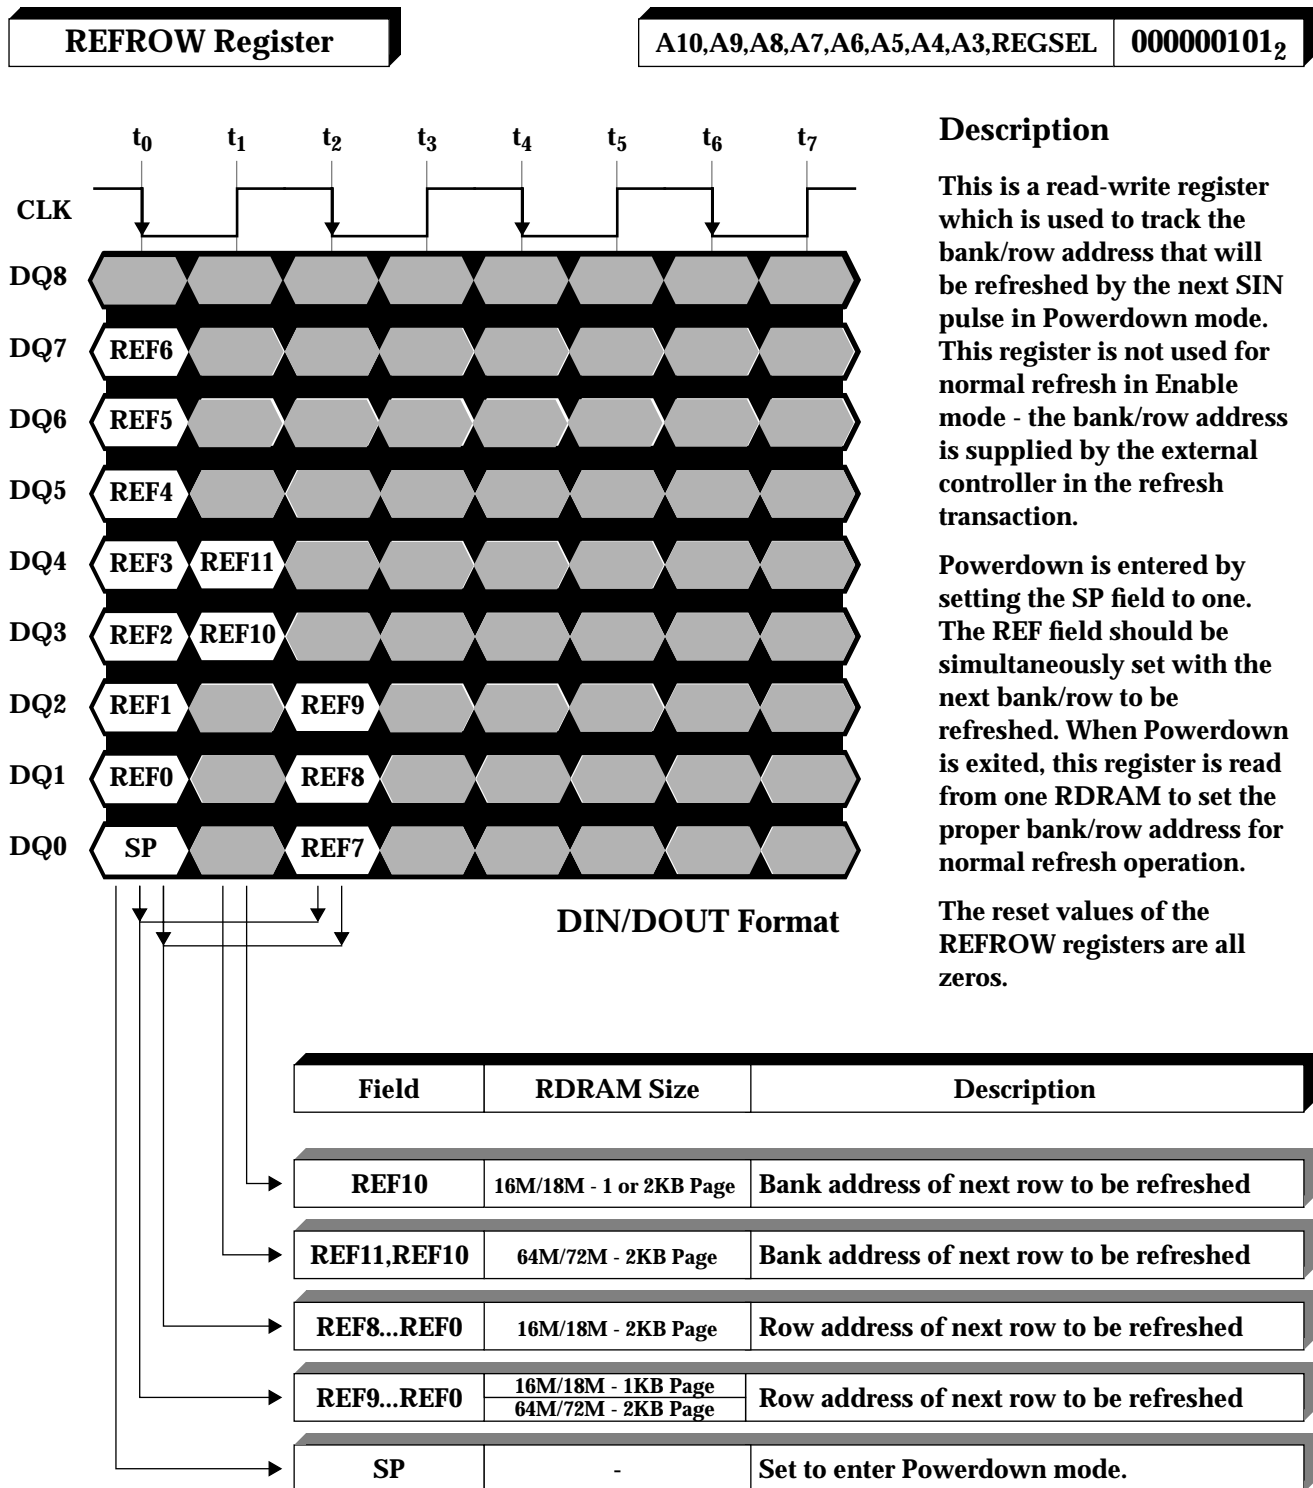 REFROW Register
A10,A9,A8,A7,A6,A5,A4,A3,REGSEL 000000101₂
t₀ t₁ t₂ t₃ t₄ t₅ t₆ t₇
CLK
DQ8
DQ7 REF6
DQ6 REF5
DQ5 REF4
DQ4 REF3 REF11
DQ3 REF2 REF10
DQ2 REF1 REF9
DQ1 REF0 REF8
DQ0 SP REF7
DIN/DOUT Format
Description
This is a read-write register
which is used to track the
bank/row address that will
be refreshed by the next SIN
pulse in Powerdown mode.
This register is not used for
normal refresh in Enable
mode - the bank/row address
is supplied by the external
controller in the refresh
transaction.
Powerdown is entered by
setting the SP field to one.
The REF field should be
simultaneously set with the
next bank/row to be
refreshed. When Powerdown
is exited, this register is read
from one RDRAM to set the
proper bank/row address for
normal refresh operation.
The reset values of the
REFROW registers are all
zeros.
Field RDRAM Size Description
REF10 16M/18M - 1 or 2KB Page Bank address of next row to be refreshed
REF11,REF10 64M/72M - 2KB Page Bank address of next row to be refreshed
REF8...REF0 16M/18M - 2KB Page Row address of next row to be refreshed
REF9...REF0 16M/18M - 1KB Page Row address of next row to be refreshed
64M/72M - 2KB Page
SP - Set to enter Powerdown mode.